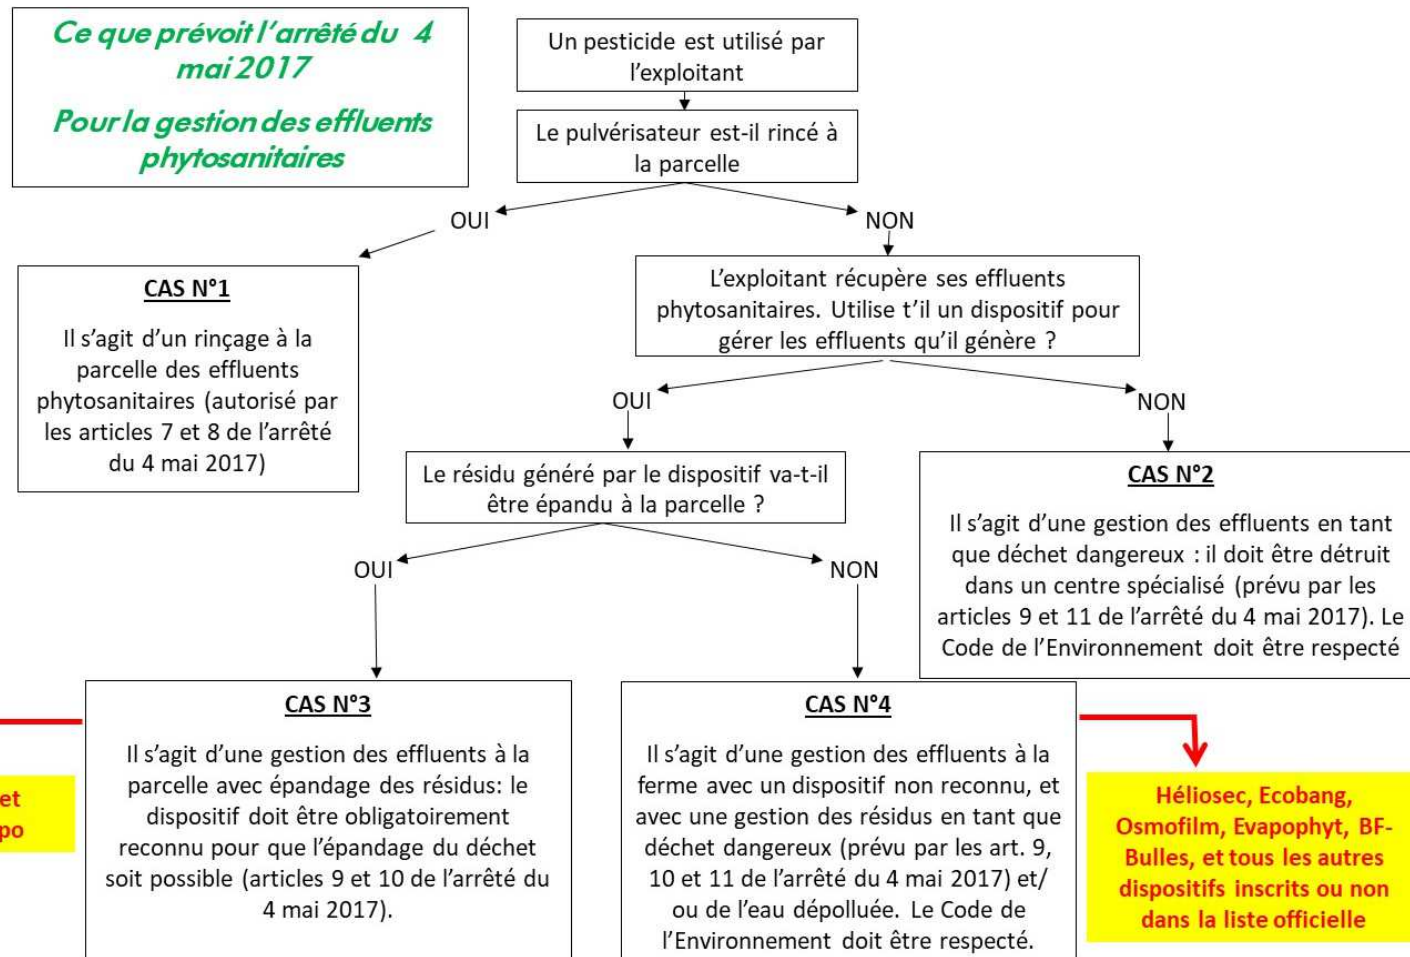 Ce que prévoit l'arrêté du 4
mai 2017
Pour la gestion des effluents
phytosanitaires
Un pesticide est utilisé par
l'exploitant
Le pulvérisateur est-il rincé à
la parcelle
OUI
NON
CAS N°1
Il s'agit d'un rinçage à la
parcelle des effluents
phytosanitaires (autorisé par
les articles 7 et 8 de l'arrêté
du 4 mai 2017)
L'exploitant récupère ses effluents
phytosanitaires. Utilise t'il un dispositif pour
gérer les effluents qu'il génère ?
OUI
NON
Le résidu généré par le dispositif va-t-il
être épandu à la parcelle ?
CAS N°2
Il s'agit d'une gestion des effluents en tant
que déchet dangereux : il doit être détruit
dans un centre spécialisé (prévu par les
articles 9 et 11 de l'arrêté du 4 mai 2017). Le
Code de l'Environnement doit être respecté
OUI
NON
CAS N°3
Il s'agit d'une gestion des effluents à la
parcelle avec épandage des résidus: le
dispositif doit être obligatoirement
reconnu pour que l'épandage du déchet
soit possible (articles 9 et 10 de l'arrêté du
4 mai 2017).
CAS N°4
Il s'agit d'une gestion des effluents à la
ferme avec un dispositif non reconnu, et
avec une gestion des résidus en tant que
déchet dangereux (prévu par les art. 9,
10 et 11 de l'arrêté du 4 mai 2017) et/
ou de l'eau dépolluée. Le Code de
l'Environnement doit être respecté.
et
po
Héliosec, Ecobang,
Osmofilm, Evapophyt, BF-
Bulles, et tous les autres
dispositifs inscrits ou non
dans la liste officielle